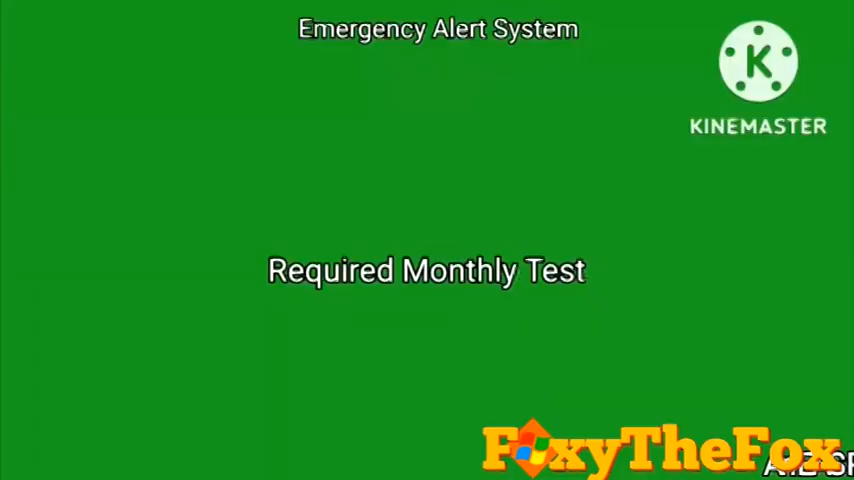 Emergency Alert System
K
KINEMASTER
Required Monthly Test
FoxyTheFox